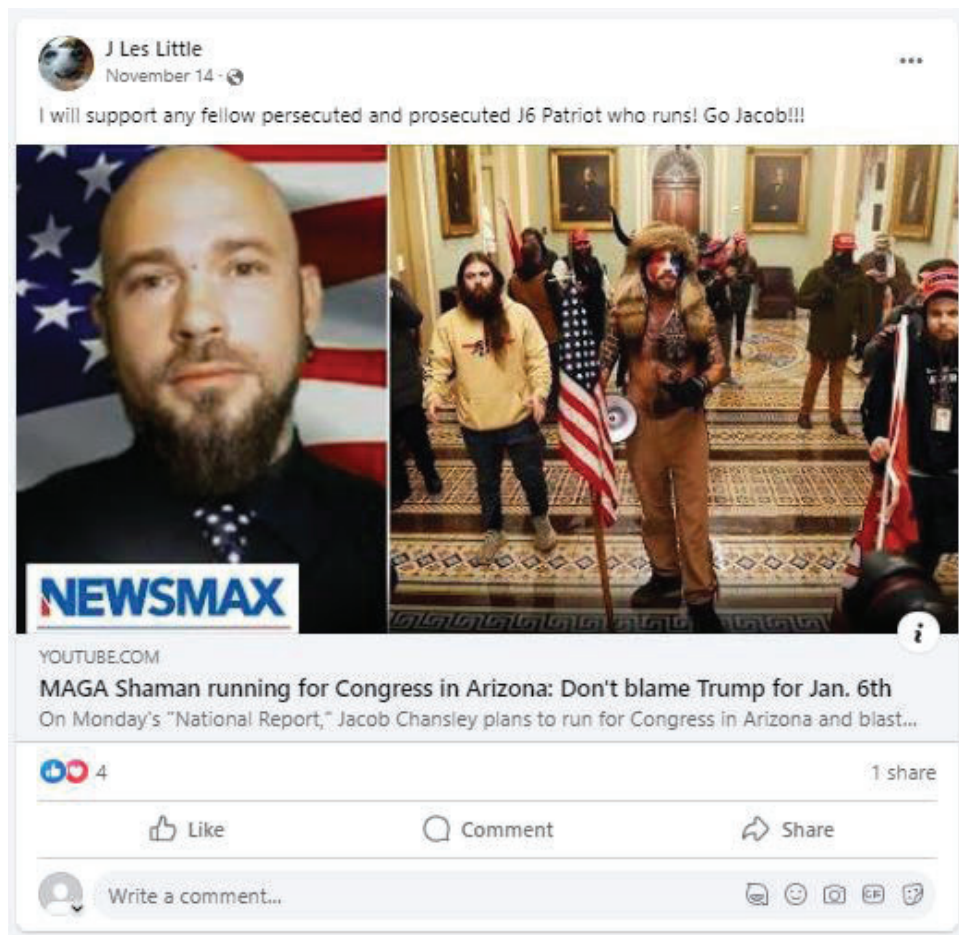 J Les Little
November 14 ·
I will support any fellow persecuted and prosecuted J6 Patriot who runs! Go Jacob!!!
NEWSMAX
i
YOUTUBE.COM
MAGA Shaman running for Congress in Arizona: Don't blame Trump for Jan. 6th
On Monday's "National Report," Jacob Chansley plans to run for Congress in Arizona and blast...
4
1 share
Like
Comment
Share
Write a comment...
GIF